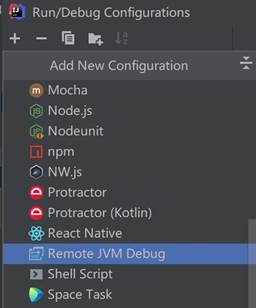 Run/Debug Configurations
Add New Configuration
Mocha
Node.js
Nodeunit
npm
NW.js
Protractor
Protractor (Kotlin)
React Native
Remote JVM Debug
Shell Script
Space Task